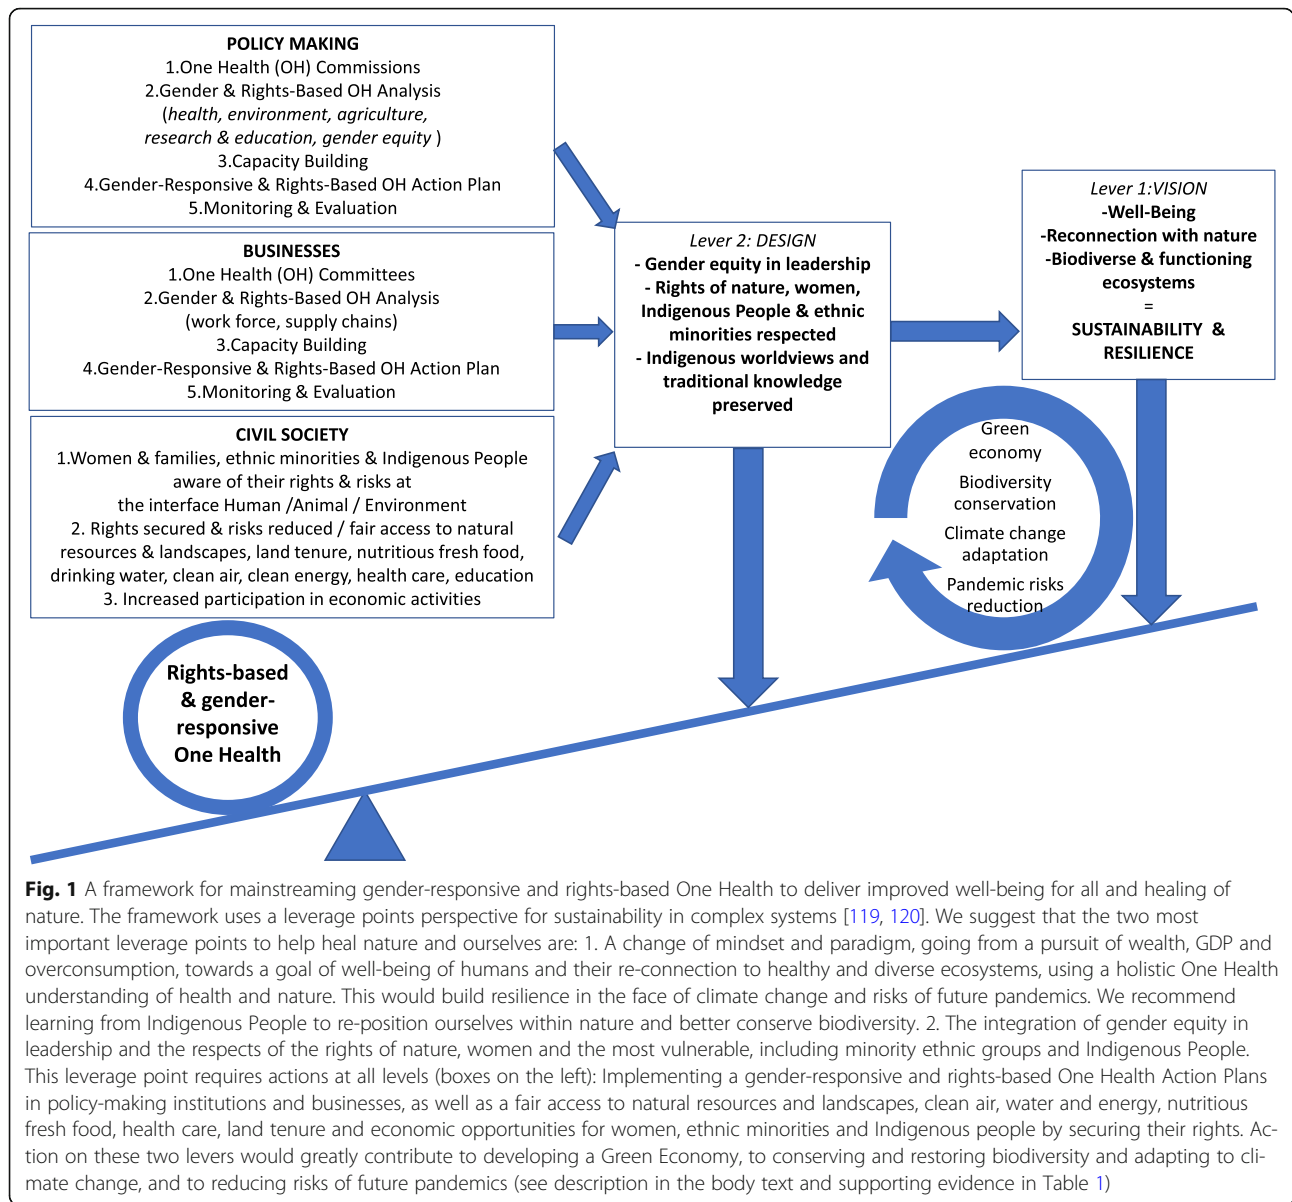 POLICY MAKING
1.One Health (OH) Commissions
2.Gender & Rights-Based OH Analysis
(health, environment, agriculture,
research & education, gender equity )
3.Capacity Building
4.Gender-Responsive & Rights-Based OH Action Plan
5.Monitoring & Evaluation
BUSINESSES
1.One Health (OH) Committees
2.Gender & Rights-Based OH Analysis
(work force, supply chains)
3.Capacity Building
4.Gender-Responsive & Rights-Based OH Action Plan
5.Monitoring & Evaluation
CIVIL SOCIETY
1.Women & families, ethnic minorities & Indigenous People
aware of their rights & risks at
the interface Human /Animal / Environment
2. Rights secured & risks reduced / fair access to natural
resources & landscapes, land tenure, nutritious fresh food,
drinking water, clean air, clean energy, health care, education
3. Increased participation in economic activities
Lever 2: DESIGN
- Gender equity in leadership
- Rights of nature, women,
Indigenous People & ethnic
minorities respected
- Indigenous worldviews and
traditional knowledge
preserved
Lever 1:VISION
-Well-Being
-Reconnection with nature
-Biodiverse & functioning
ecosystems
=
SUSTAINABILITY &
RESILIENCE
Green
economy
Biodiversity
conservation
Climate change
adaptation
Pandemic risks
reduction
Rights-based
& gender-
responsive
One Health
Fig. 1 A framework for mainstreaming gender-responsive and rights-based One Health to deliver improved well-being for all and healing of
nature. The framework uses a leverage points perspective for sustainability in complex systems [119, 120]. We suggest that the two most
important leverage points to help heal nature and ourselves are: 1. A change of mindset and paradigm, going from a pursuit of wealth, GDP and
overconsumption, towards a goal of well-being of humans and their re-connection to healthy and diverse ecosystems, using a holistic One Health
understanding of health and nature. This would build resilience in the face of climate change and risks of future pandemics. We recommend
learning from Indigenous People to re-position ourselves within nature and better conserve biodiversity. 2. The integration of gender equity in
leadership and the respects of the rights of nature, women and the most vulnerable, including minority ethnic groups and Indigenous People.
This leverage point requires actions at all levels (boxes on the left): Implementing a gender-responsive and rights-based One Health Action Plans
in policy-making institutions and businesses, as well as a fair access to natural resources and landscapes, clean air, water and energy, nutritious
fresh food, health care, land tenure and economic opportunities for women, ethnic minorities and Indigenous people by securing their rights. Ac-
tion on these two levers would greatly contribute to developing a Green Economy, to conserving and restoring biodiversity and adapting to cli-
mate change, and to reducing risks of future pandemics (see description in the body text and supporting evidence in Table 1)